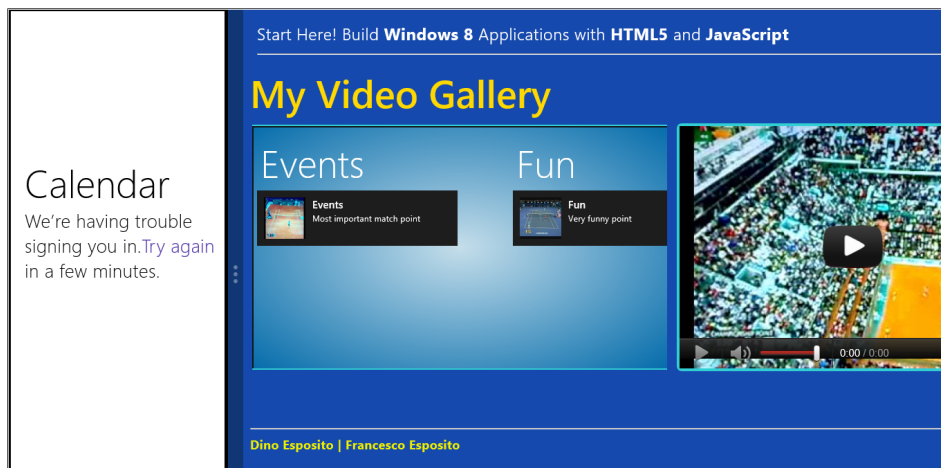 Calendar
We're having trouble
signing you in.Try again
in a few minutes.
Start Here! Build Windows 8 Applications with HTML5 and JavaScript
My Video Gallery
Events
Events
Most important match point
Fun
Fun
Very funny point
0:00 / 0:00
Dino Esposito | Francesco Esposito